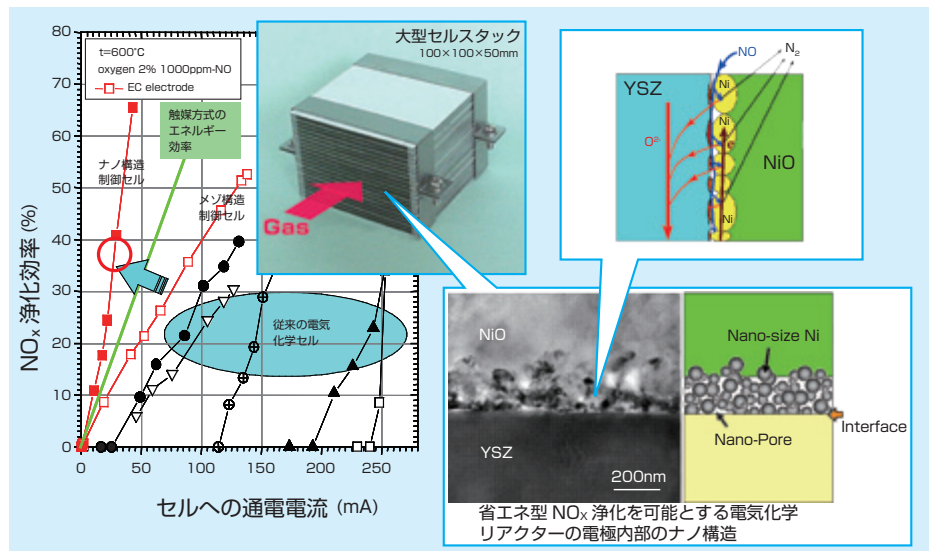 80
70
60
50
40
30
20
10
0
NOx 浄化効率 (%)
t=600°C
oxygen 2% 1000ppm-NO
EC electrode
触媒方式の
エネルギー
効率
ナノ構造
制御セル
メゾ構造
制御セル
従来の電気
化学セル
0
50
100
150
200
250
セルへの通電電流 (mA)
大型セルスタック
100×100×50mm
Gas
NO
N2
YSZ
Ni
Ni
O2-
e
NiO
Ni
NiO
YSZ
200nm
Nano-size Ni
Nano-Pore
Interface
省エネ型 NOx 浄化を可能とする電気化学
リアクターの電極内部のナノ構造